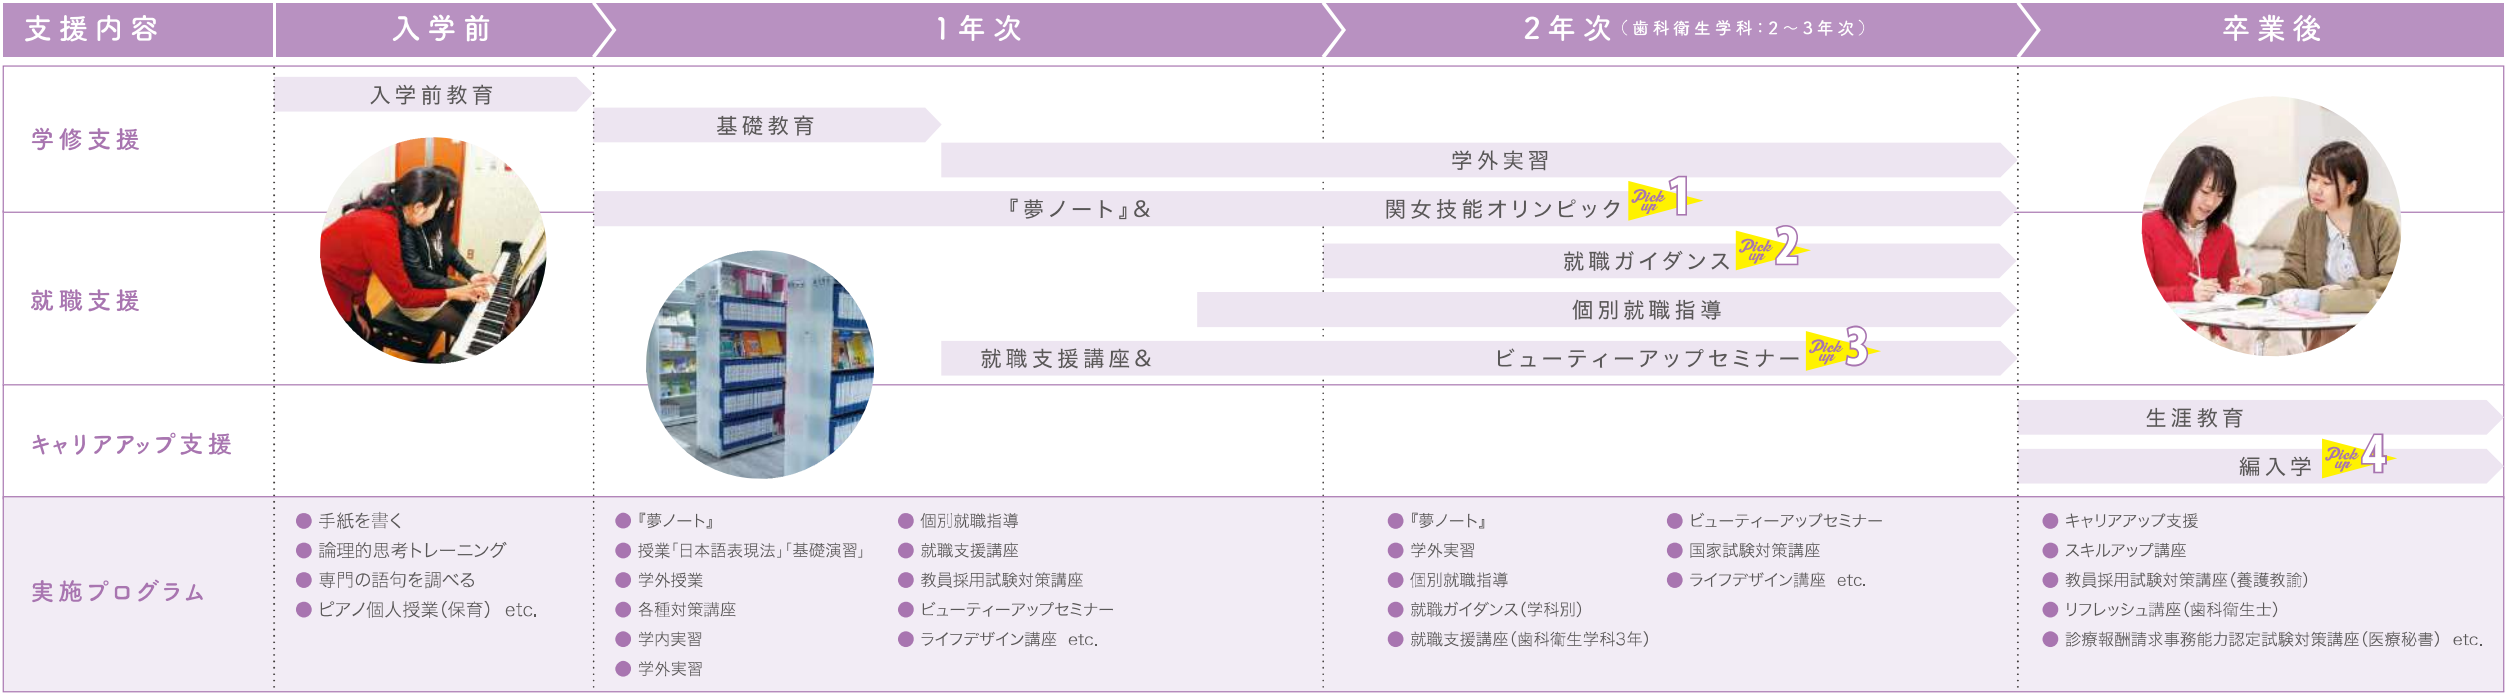 支援内容
入学前
1年次
2年次（歯科衛生学科：2～3年次）
卒業後
学修支援
入学前教育
基礎教育
学外実習
『夢ノート』&
関女技能オリンピック
Pick up 1
就職支援
就職ガイダンス
Pick up 2
個別就職指導
就職支援講座&
ビューティーアップセミナー
Pick up 3
キャリアアップ支援
生涯教育
編入学
Pick up 4
実施プログラム
●手紙を書く
●論理的思考トレーニング
●専門の語句を調べる
●ピアノ個人授業（保育） etc.
●『夢ノート』
●授業「日本語表現法」「基礎演習」
●学外授業
●各種対策講座
●学内実習
●学外実習
●個別就職指導
●就職支援講座
●教員採用試験対策講座
●ビューティーアップセミナー
●ライフデザイン講座 etc.
●『夢ノート』
●学外実習
●個別就職指導
●就職ガイダンス（学科別）
●就職支援講座（歯科衛生学科3年）
●ビューティーアップセミナー
●国家試験対策講座
●ライフデザイン講座 etc.
●キャリアアップ支援
●スキルアップ講座
●教員採用試験対策講座（養護教諭）
●リフレッシュ講座（歯科衛生士）
●診療報酬請求事務能力認定試験対策講座（医療秘書） etc.